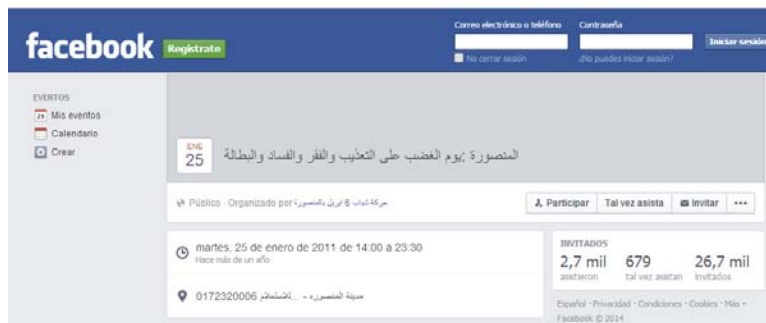 Correo electrónico o teléfono
Contraseña
facebook
Regístrate
Iniciar sesión
No cerrar sesión
¿No puedes iniciar sesión?
EVENTOS
Mis eventos
Calendario
Crear
ENE
25
المنصورة :يوم الغضب على التعذيب والفقر والفساد والبطالة
Público · Organizado por حركة شباب 6 ابريل بالمنصورة
Participar
Tal vez asista
Invitar
martes, 25 de enero de 2011 de 14:00 a 23:30
Hace más de un año
مدينة المنصوره - ... للاستعلام 0172320006
INVITADOS
2,7 mil 679 26,7 mil
asistieron tal vez asistan invitados
Español · Privacidad · Condiciones · Cookies · Más
Facebook © 2014